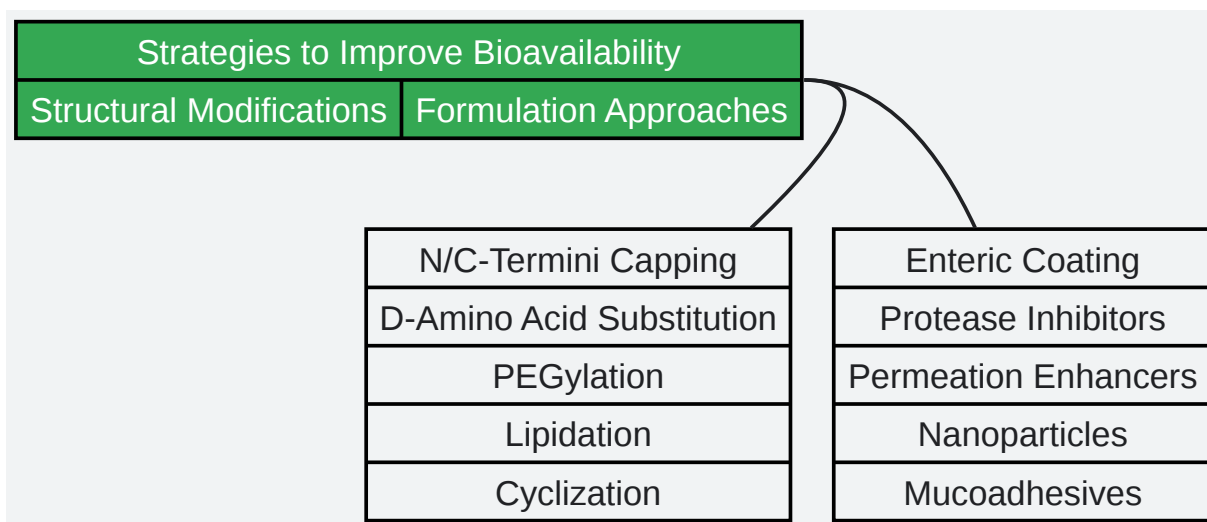 Strategies to Improve Bioavailability
Structural Modifications
Formulation Approaches
N/C-Termini Capping
D-Amino Acid Substitution
PEGylation
Lipidation
Cyclization
Enteric Coating
Protease Inhibitors
Permeation Enhancers
Nanoparticles
Mucoadhesives